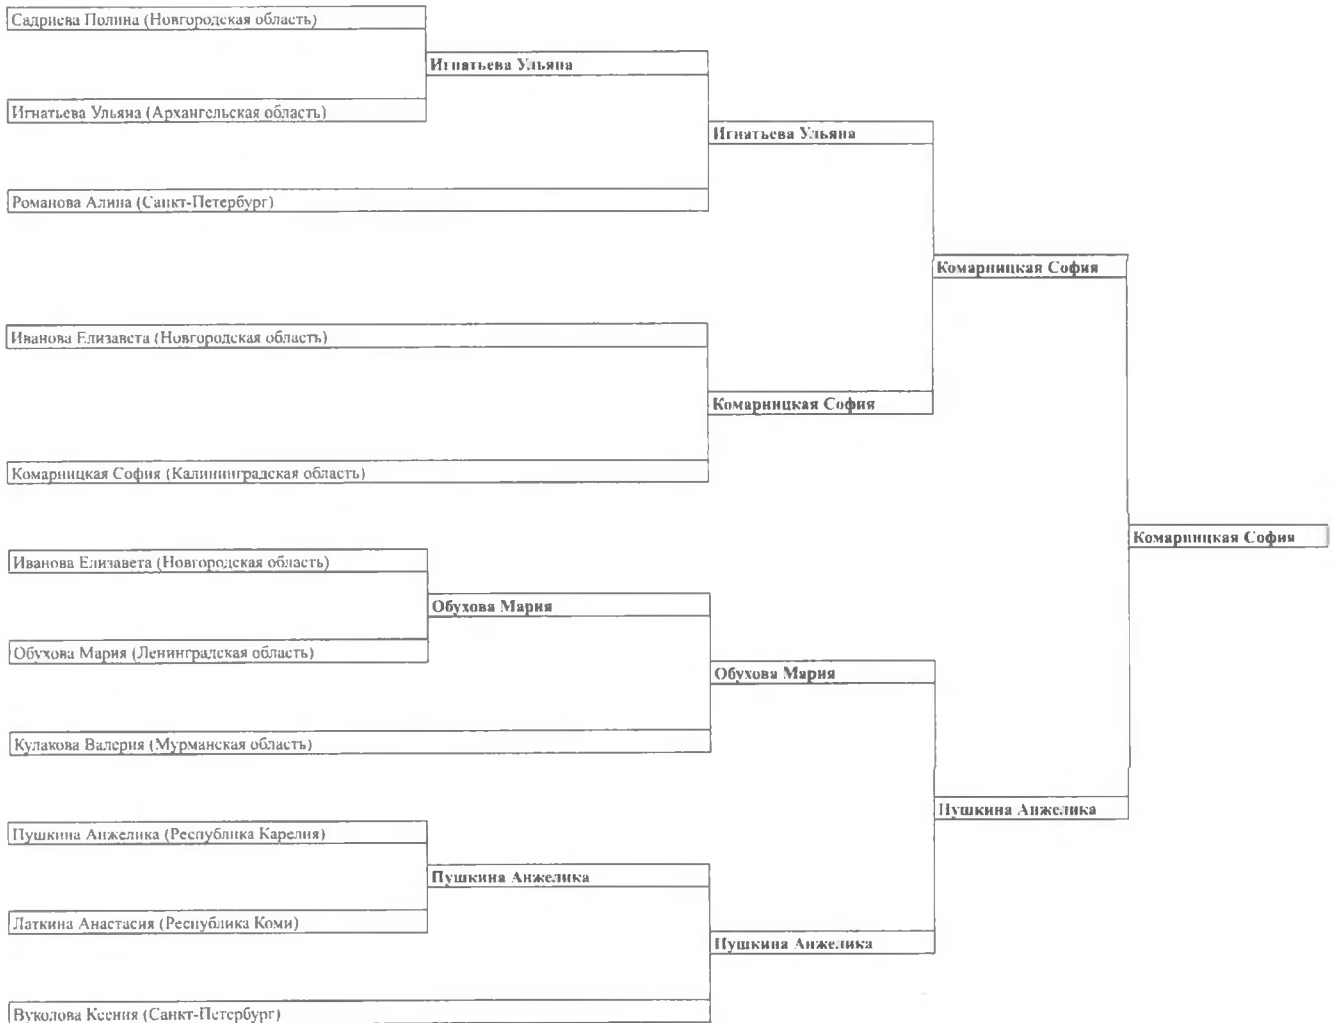 Садриева Полина (Новгородская область)
Игнатьева Ульяна
Игнатьева Ульяна (Архангельская область)
Игнатьева Ульяна
Романова Алина (Санкт-Петербург)
Комарницкая София
Иванова Елизавета (Новгородская область)
Комарницкая София
Комарницкая София (Калининградская область)
Комарницкая София
Иванова Елизавета (Новгородская область)
Обухова Мария
Обухова Мария (Ленинградская область)
Обухова Мария
Кулакова Валерия (Мурманская область)
Пушкина Анжелика
Пушкина Анжелика (Республика Карелия)
Пушкина Анжелика
Латкина Анастасия (Республика Коми)
Пушкина Анжелика
Вуколова Ксения (Санкт-Петербург)